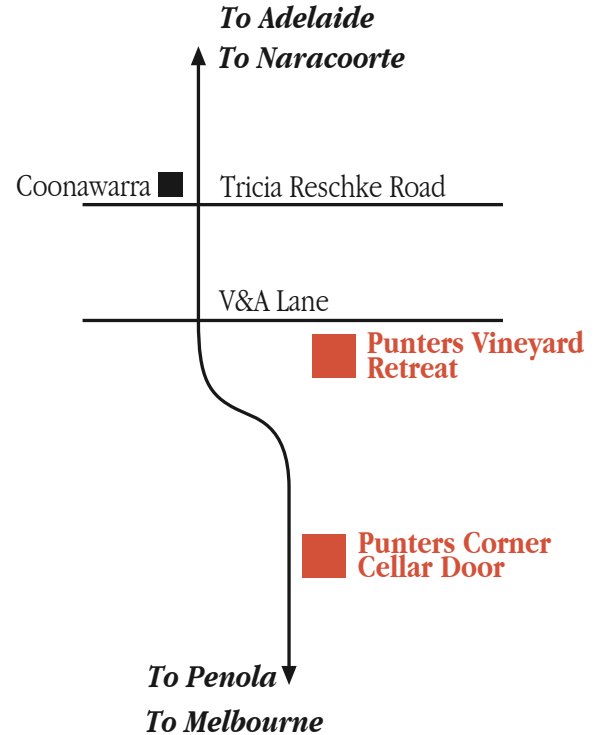 To Adelaide
To Naracoorte
Coonawarra
Tricia Reschke Road
V&A Lane
Punters Vineyard
Retreat
Punters Corner
Cellar Door
To Penola
To Melbourne